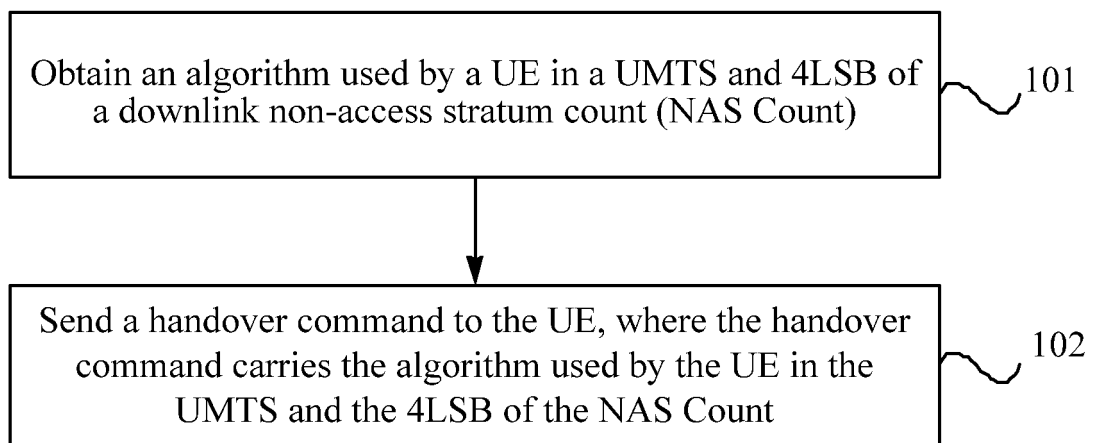 Obtain an algorithm used by a UE in a UMTS and 4LSB of
a downlink non-access stratum count (NAS Count)
101
Send a handover command to the UE, where the handover
command carries the algorithm used by the UE in the
UMTS and the 4LSB of the NAS Count
102